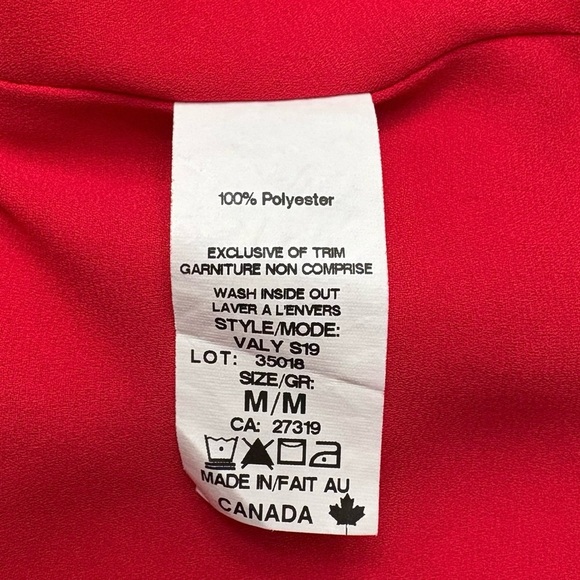 100% Polyester
EXCLUSIVE OF TRIM
GARNITURE NON COMPRISE
WASH INSIDE OUT
LAVER A L'ENVERS
STYLE/MODE:
VALY S19
LOT: 35018
SIZE/GR:
M/M
CA: 27319
MADE IN/FAIT AU
CANADA